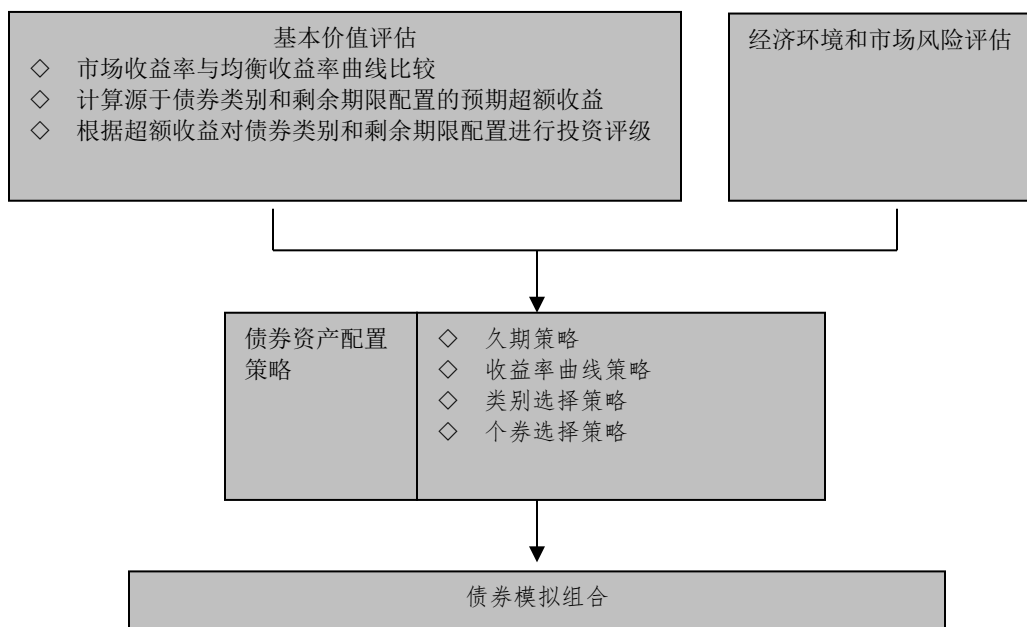 基本价值评估
◇ 市场收益率与均衡收益率曲线比较
◇ 计算源于债券类别和剩余期限配置的预期超额收益
◇ 根据超额收益对债券类别和剩余期限配置进行投资评级
经济环境和市场风险评估
债券资产配置
策略
◇ 久期策略
◇ 收益率曲线策略
◇ 类别选择策略
◇ 个券选择策略
债券模拟组合